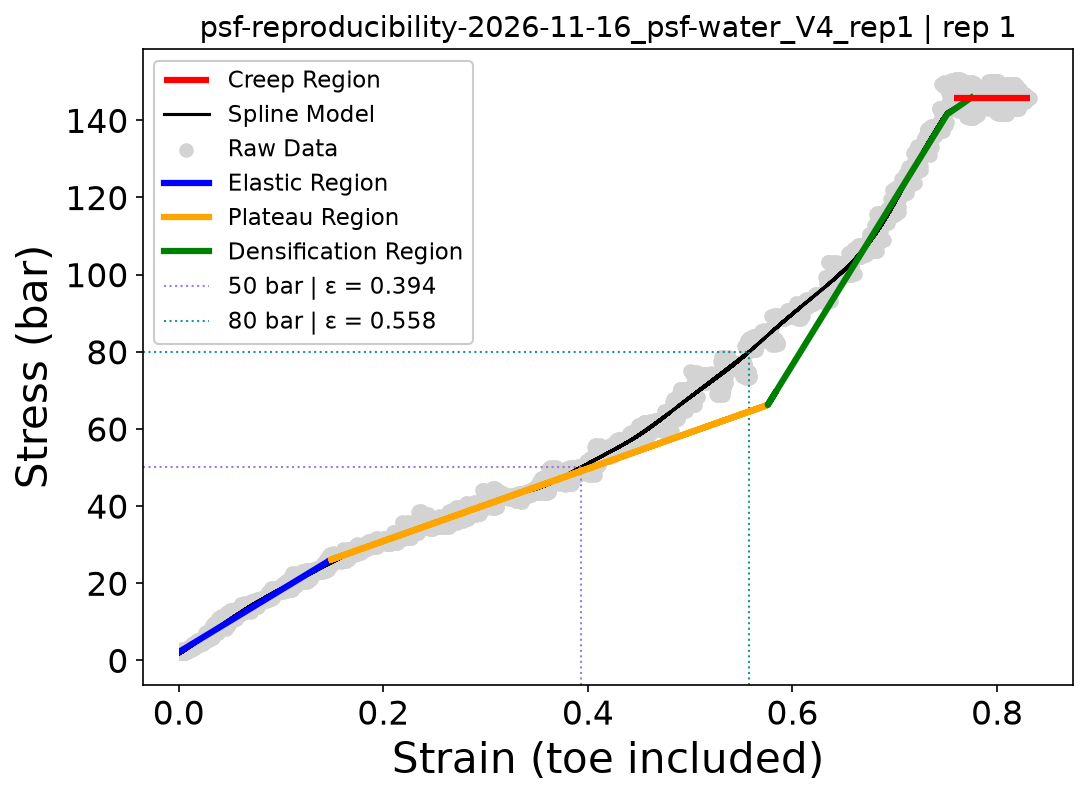 psf-reproducibility-2026-11-16_psf-water_V4_rep1 | rep 1
Creep Region
Spline Model
Raw Data
Elastic Region
Plateau Region
Densification Region
50 bar | ε = 0.394
80 bar | ε = 0.558
140
120
100
80
60
40
20
0
Stress (bar)
0.0 0.2 0.4 0.6 0.8
Strain (toe included)